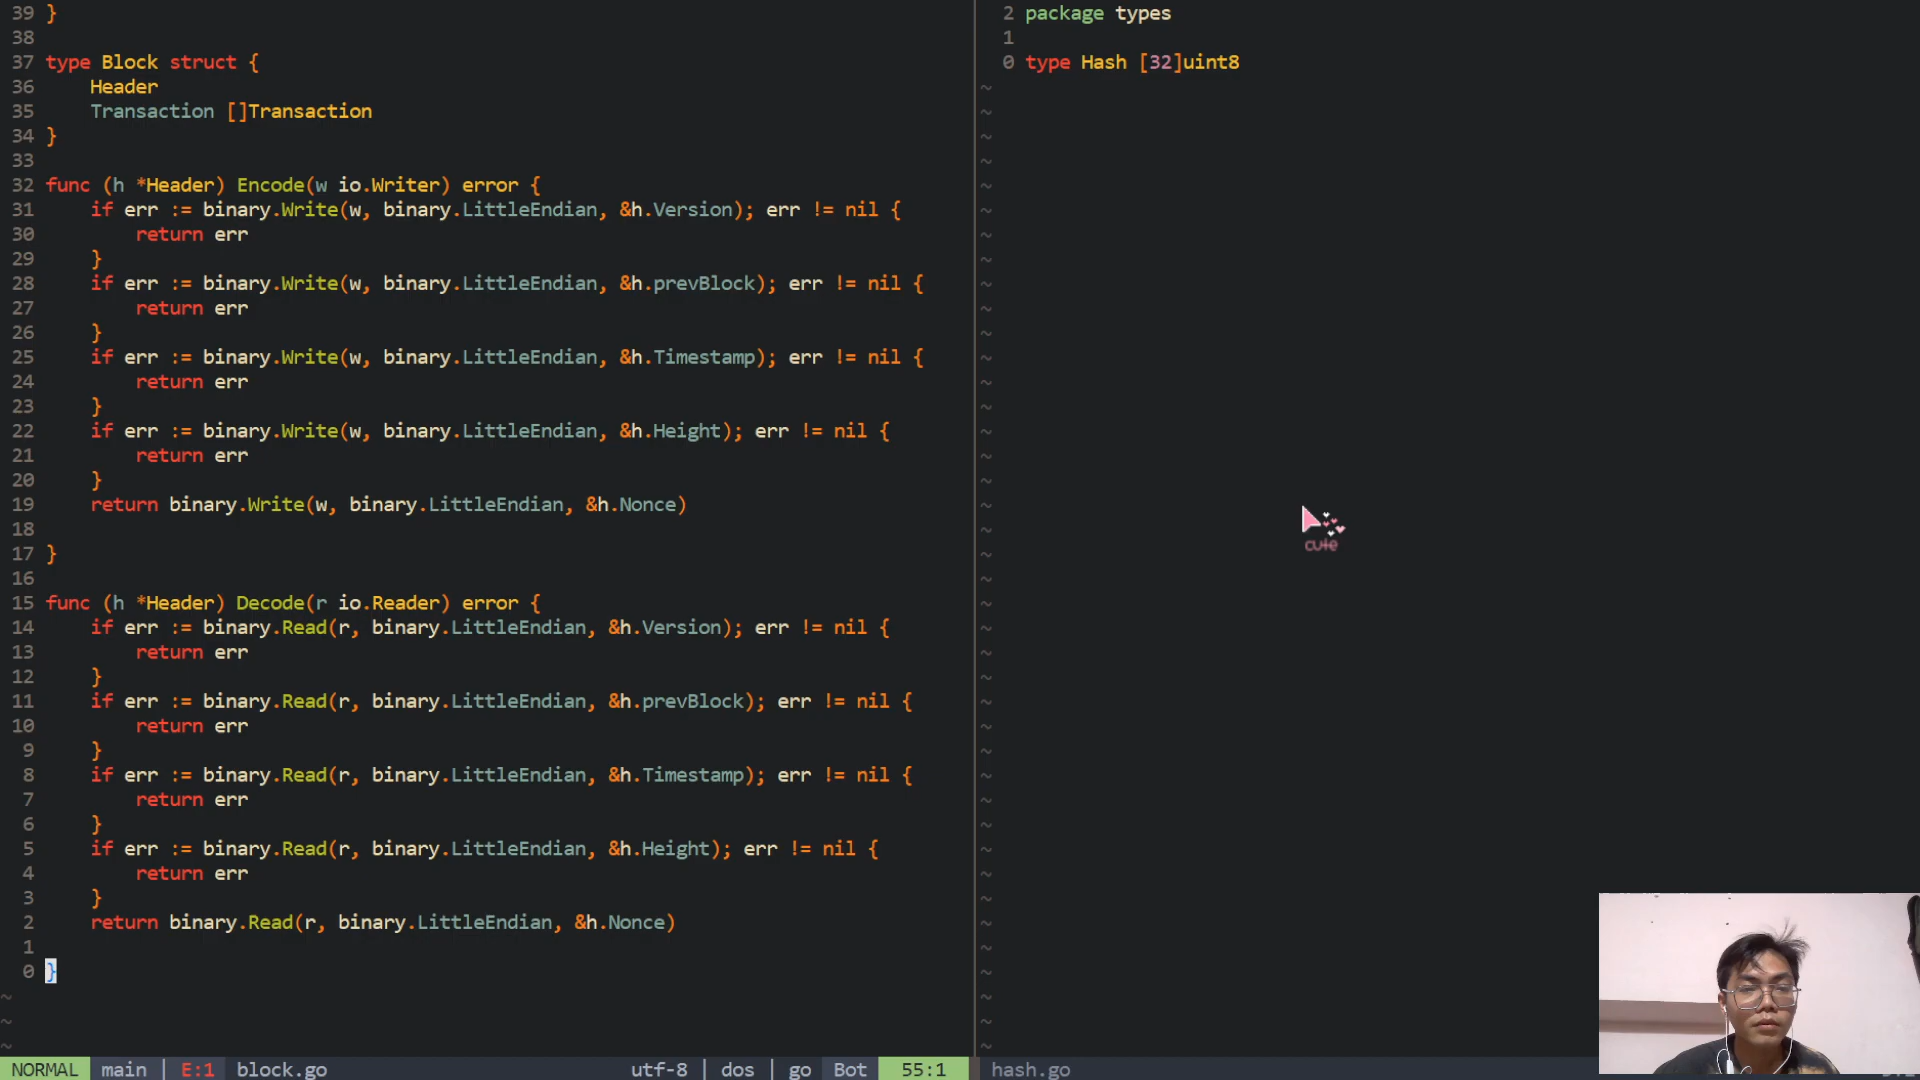 39 }
38
37 type Block struct {
36 Header
35 Transaction []Transaction
34 }
33
32 func (h *Header) Encode(w io.Writer) error {
31 if err := binary.Write(w, binary.LittleEndian, &h.Version); err != nil {
30 return err
29 }
28 if err := binary.Write(w, binary.LittleEndian, &h.prevBlock); err != nil {
27 return err
26 }
25 if err := binary.Write(w, binary.LittleEndian, &h.Timestamp); err != nil {
24 return err
23 }
22 if err := binary.Write(w, binary.LittleEndian, &h.Height); err != nil {
21 return err
20 }
19 return binary.Write(w, binary.LittleEndian, &h.Nonce)
18
17 }
16
15 func (h *Header) Decode(r io.Reader) error {
14 if err := binary.Read(r, binary.LittleEndian, &h.Version); err != nil {
13 return err
12 }
11 if err := binary.Read(r, binary.LittleEndian, &h.prevBlock); err != nil {
10 return err
9 }
8 if err := binary.Read(r, binary.LittleEndian, &h.Timestamp); err != nil {
7 return err
6 }
5 if err := binary.Read(r, binary.LittleEndian, &h.Height); err != nil {
4 return err
3 }
2 return binary.Read(r, binary.LittleEndian, &h.Nonce)
1
0 }
NORMAL main | E:1 block.go utf-8 | dos | go Bot 55:1
2 package types
1
0 type Hash [32]uint8
cute
hash.go